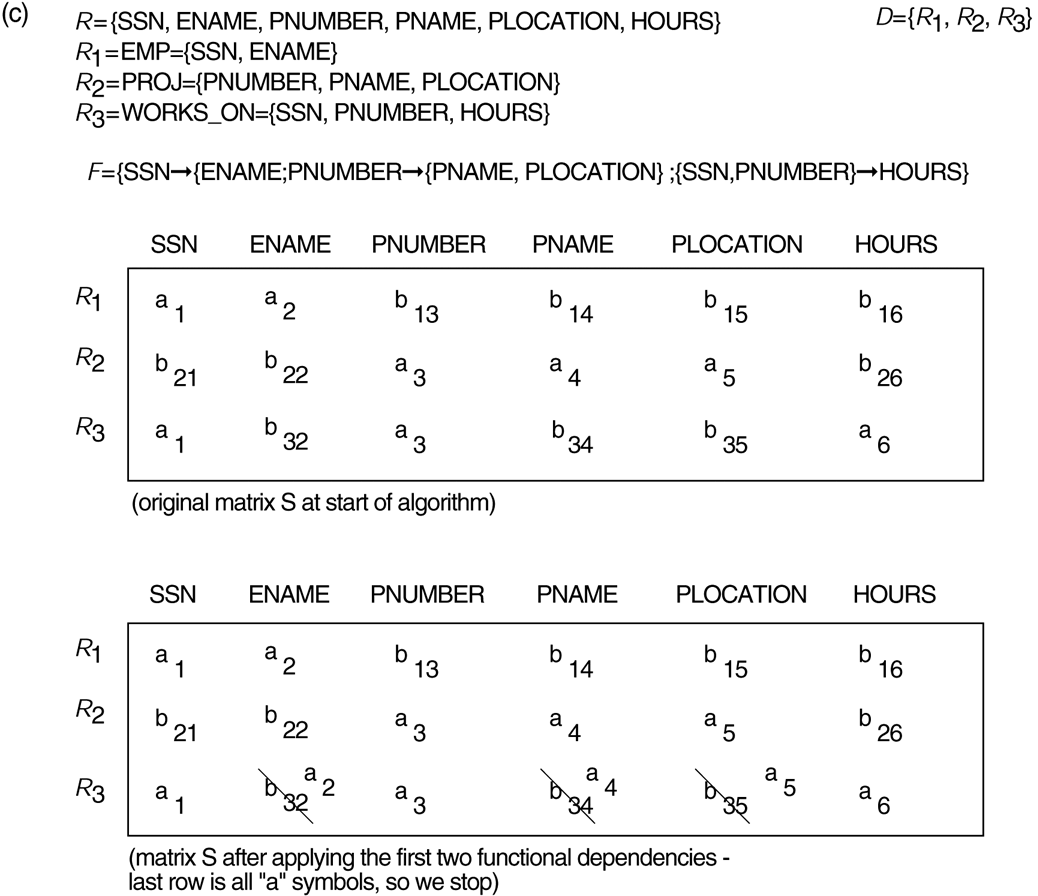 (c) R={SSN, ENAME, PNUMBER, PNAME, PLOCATION, HOURS} D={R1, R2, R3}
R1=EMP={SSN, ENAME}
R2=PROJ={PNUMBER, PNAME, PLOCATION}
R3=WORKS_ON={SSN, PNUMBER, HOURS}
F={SSN→{ENAME;PNUMBER→{PNAME, PLOCATION} ;{SSN,PNUMBER}→HOURS}
SSN ENAME PNUMBER PNAME PLOCATION HOURS
R1 a1 a2 b13 b14 b15 b16
R2 b21 b22 a3 a4 a5 b26
R3 a1 b32 a3 b34 b35 a6
(original matrix S at start of algorithm)
SSN ENAME PNUMBER PNAME PLOCATION HOURS
R1 a1 a2 b13 b14 b15 b16
R2 b21 b22 a3 a4 a5 b26
R3 a1 b32 a2 a3 b34 a4 b35 a5 a6
(matrix S after applying the first two functional dependencies -
last row is all "a" symbols, so we stop)